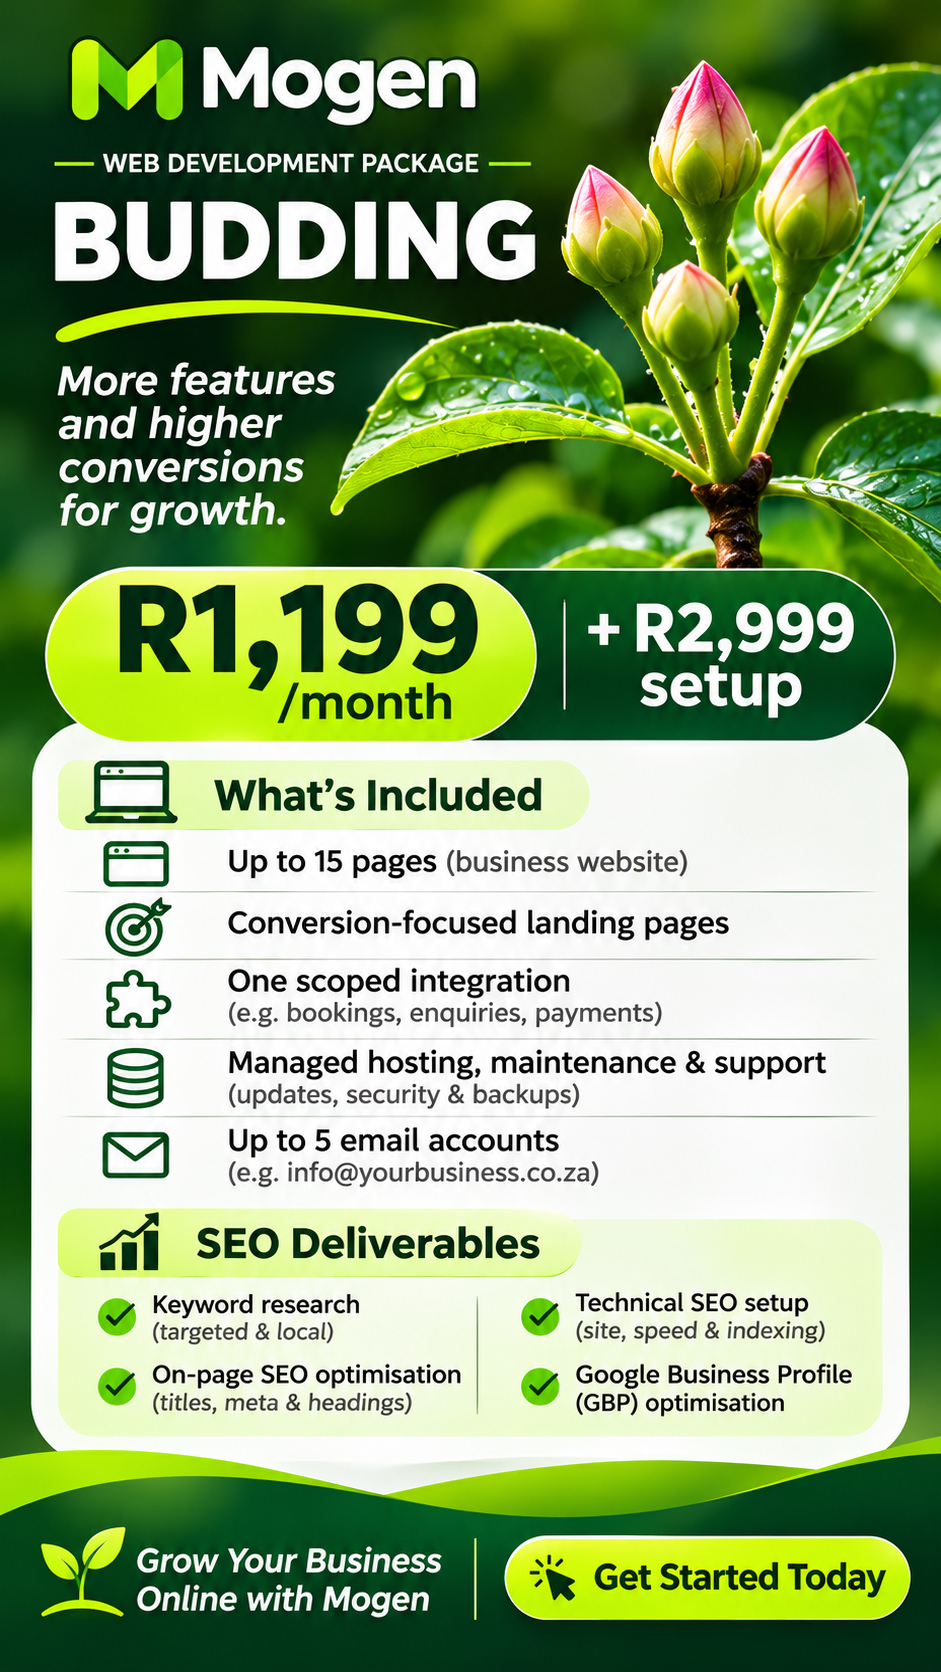 Mogen
WEB DEVELOPMENT PACKAGE
BUDDING
More features
and higher
conversions
for growth.
R1,199
/month
+ R2,999
setup
What's Included
Up to 15 pages (business website)
Conversion-focused landing pages
One scoped integration
(e.g. bookings, enquiries, payments)
Managed hosting, maintenance & support
(updates, security & backups)
Up to 5 email accounts
(e.g. info@yourbusiness.co.za)
SEO Deliverables
Keyword research
(targeted & local)
On-page SEO optimisation
(titles, meta & headings)
Technical SEO setup
(site, speed & indexing)
Google Business Profile
(GBP) optimisation
Grow Your Business
Online with Mogen
Get Started Today